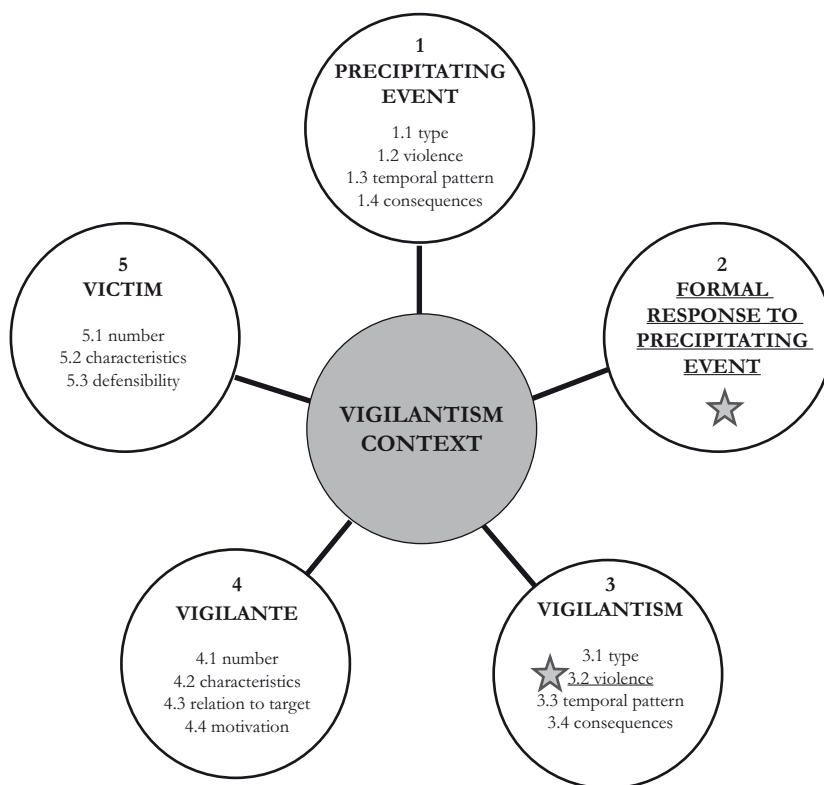 1
PRECIPITATING
EVENT
1.1 type
1.2 violence
1.3 temporal pattern
1.4 consequences
2
FORMAL
RESPONSE TO
PRECIPITATING
EVENT
3
VIGILANTISM
3.1 type
3.2 violence
3.3 temporal pattern
3.4 consequences
4
VIGILANTE
4.1 number
4.2 characteristics
4.3 relation to target
4.4 motivation
5
VICTIM
5.1 number
5.2 characteristics
5.3 defensibility
VIGILANTISM
CONTEXT